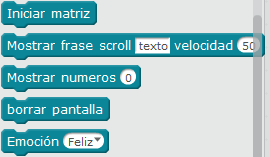 Iniciar matriz
Mostrar frase scroll texto velocidad 50
Mostrar numeros 0
borrar pantalla
Emoción Feliz